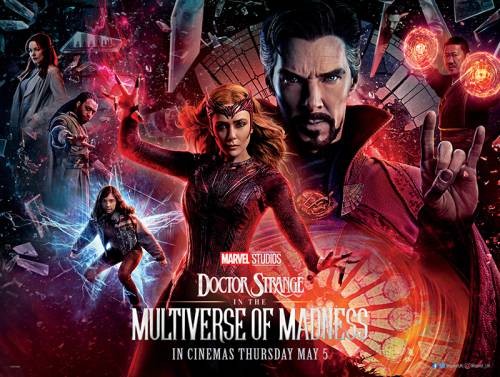 MARVEL STUDIOS
DOCTOR STRANGE
IN THE
MULTIVERSE OF MADNESS
IN CINEMAS THURSDAY MAY 5